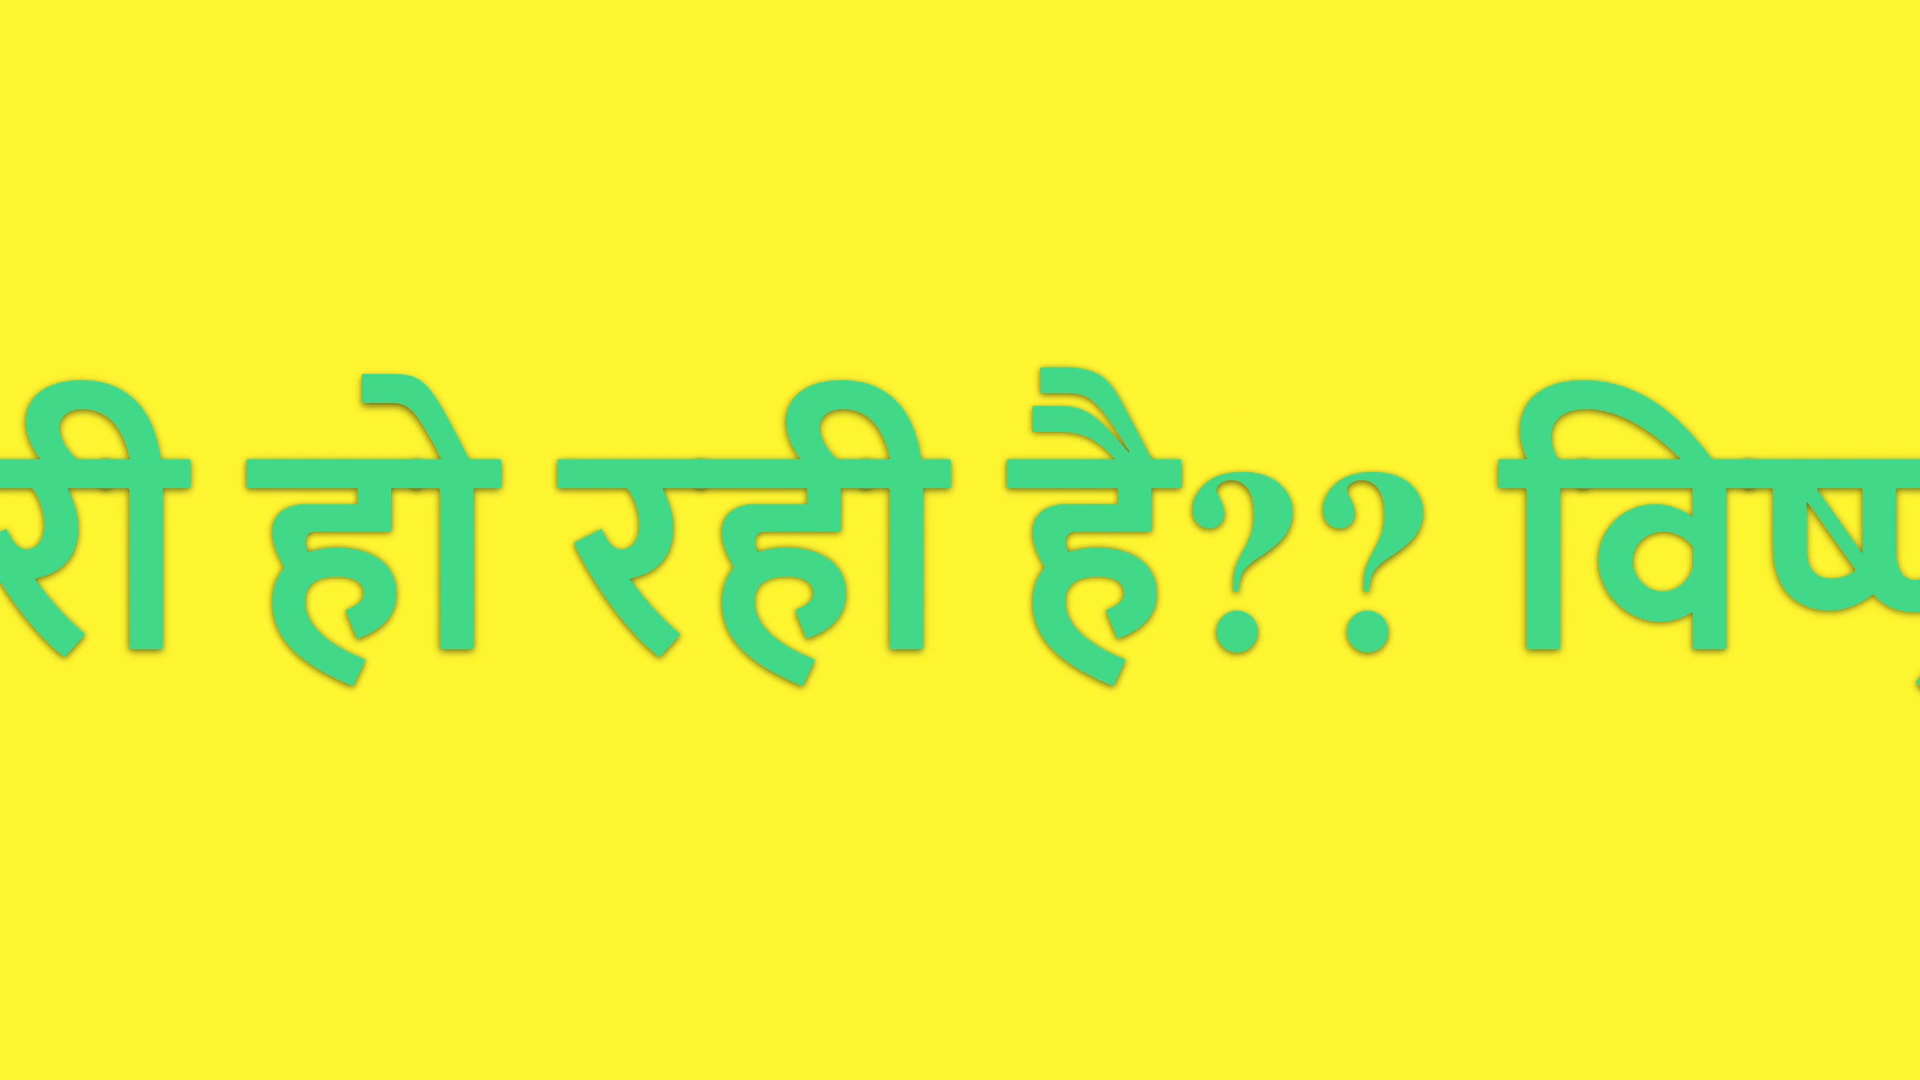 री हो रही है?? विष्